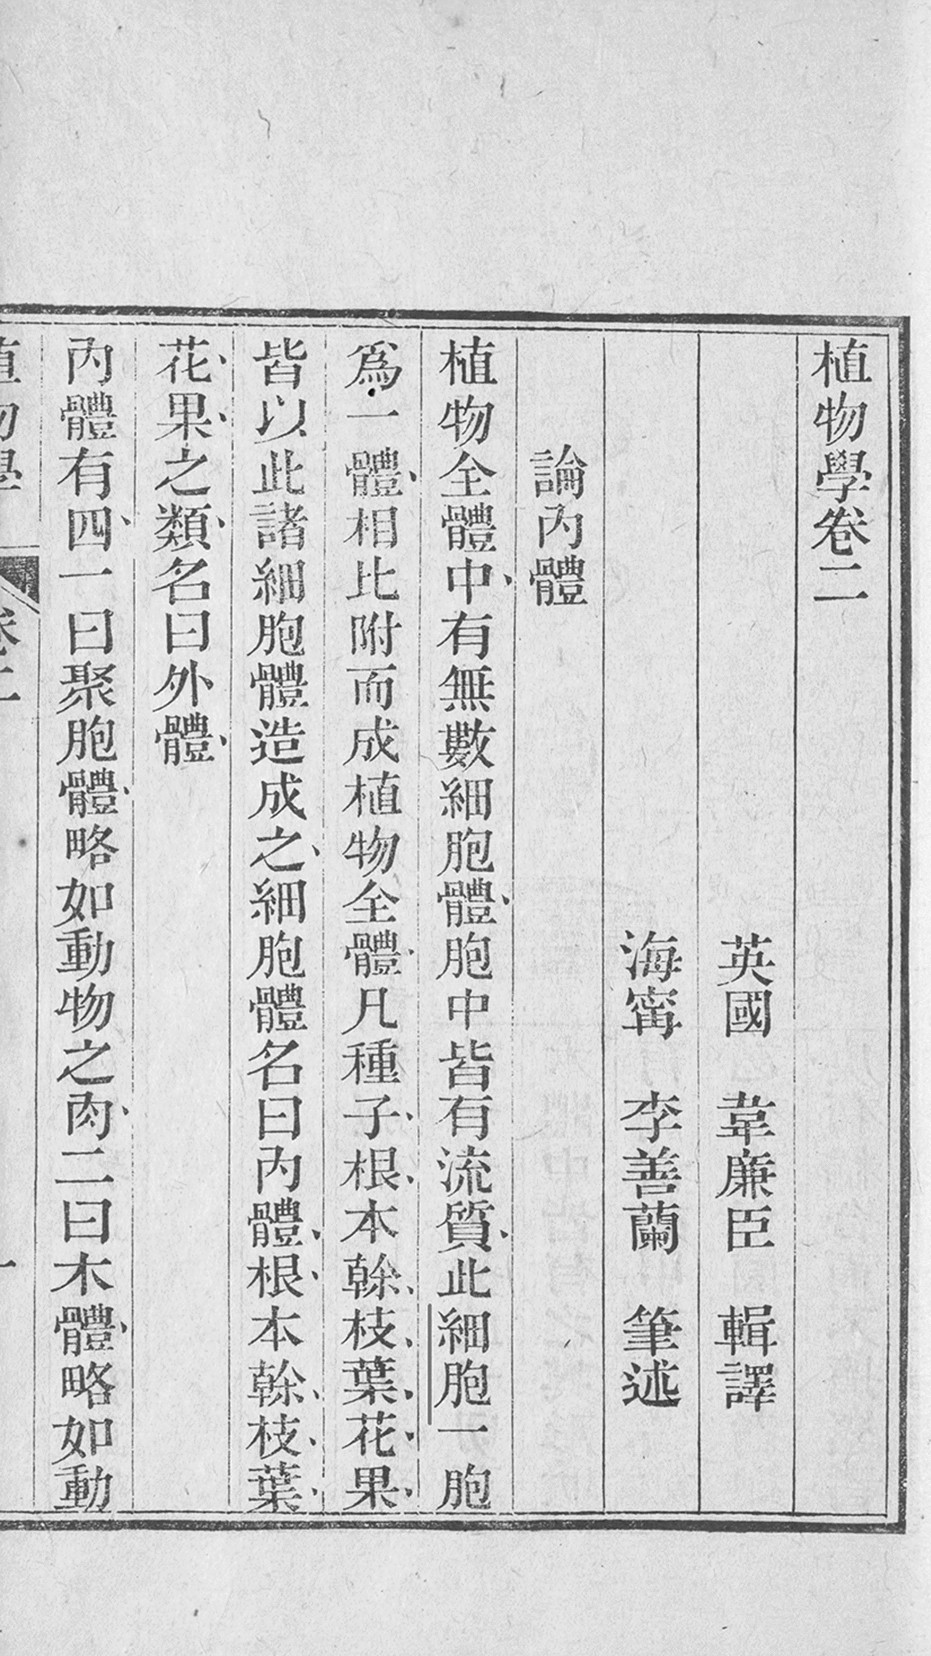 植物學卷二
英國 韋廉臣 輯譯
海甯 李善蘭 筆述
論內體
植物全體中、有無數細胞體、胞中皆有流質、此細胞一胞
爲一體、相比附而成植物全體、凡種子、根、本、榦、枝、葉、花、果、
皆以此諸細胞體造成之、細胞體名曰內體、根、本、榦、枝、葉、
花、果、之類、名曰外體、
內體有四、一曰聚胞體、略如動物之肉、二曰木體、略如動
植物學 卷二 一